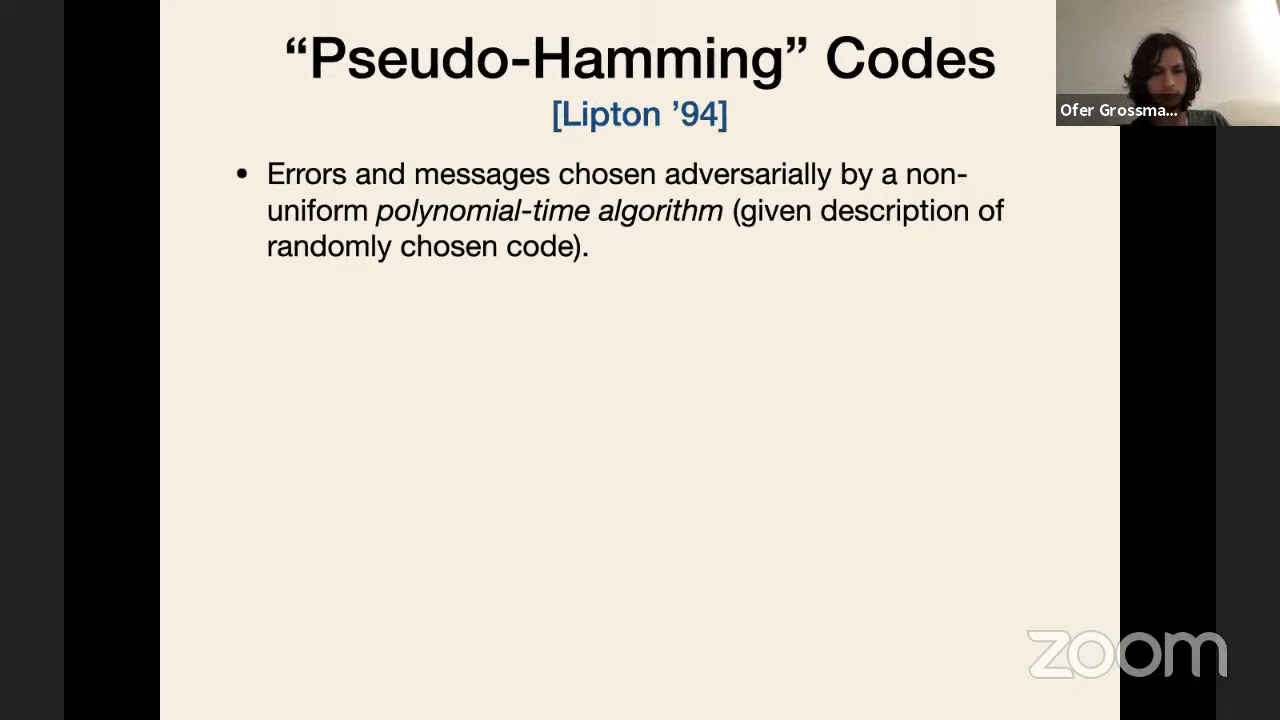 “Pseudo-Hamming” Codes
[Lipton ’94]
Ofer Grossma...
• Errors and messages chosen adversarially by a non-
uniform polynomial-time algorithm (given description of
randomly chosen code).
zoom